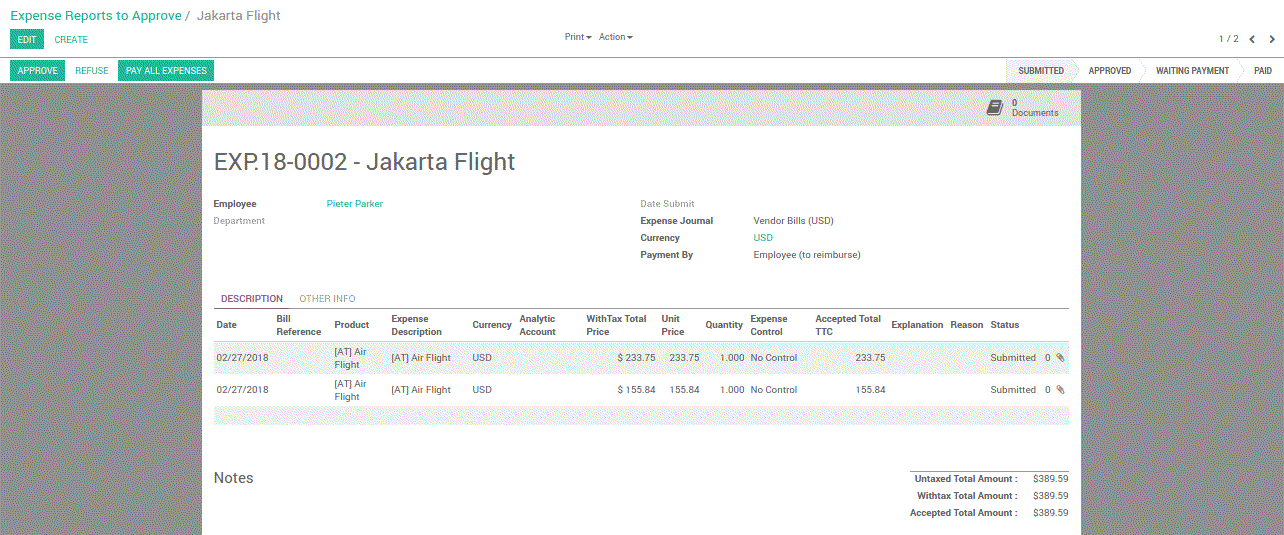 Expense Reports to Approve / Jakarta Flight
EDIT CREATE Print Action 1 / 2
APPROVE REFUSE PAY ALL EXPENSES SUBMITTED APPROVED WAITING PAYMENT PAID
0
Documents
EXP.18-0002 - Jakarta Flight
Employee Pieter Parker
Department
Date Submit
Expense Journal Vendor Bills (USD)
Currency USD
Payment By Employee (to reimburse)
DESCRIPTION OTHER INFO
Date Bill Reference Product Expense Description Currency Analytic Account WithTax Total Price Unit Price Quantity Expense Control Accepted Total TTC Explanation Reason Status
02/27/2018 [AT] Air Flight [AT] Air Flight USD $ 233.75 233.75 1.000 No Control 233.75 Submitted 0
02/27/2018 [AT] Air Flight [AT] Air Flight USD $ 155.84 155.84 1.000 No Control 155.84 Submitted 0
Notes
Untaxed Total Amount : $389.59
Withtax Total Amount : $389.59
Accepted Total Amount : $389.59